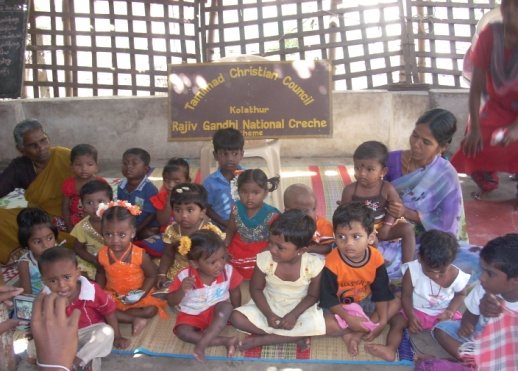 Tamilnad Christian Council
Kolathur
Rajiv Gandhi National Creche
Scheme